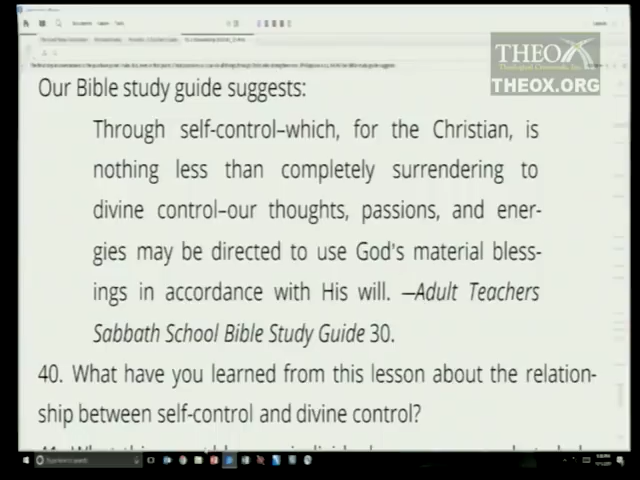 THEOX
THEOX.ORG
Our Bible study guide suggests:
Through self-control–which, for the Christian, is
nothing less than completely surrendering to
divine control–our thoughts, passions, and ener-
gies may be directed to use God's material bless-
ings in accordance with His will. —Adult Teachers
Sabbath School Bible Study Guide 30.
40. What have you learned from this lesson about the relation-
ship between self-control and divine control?